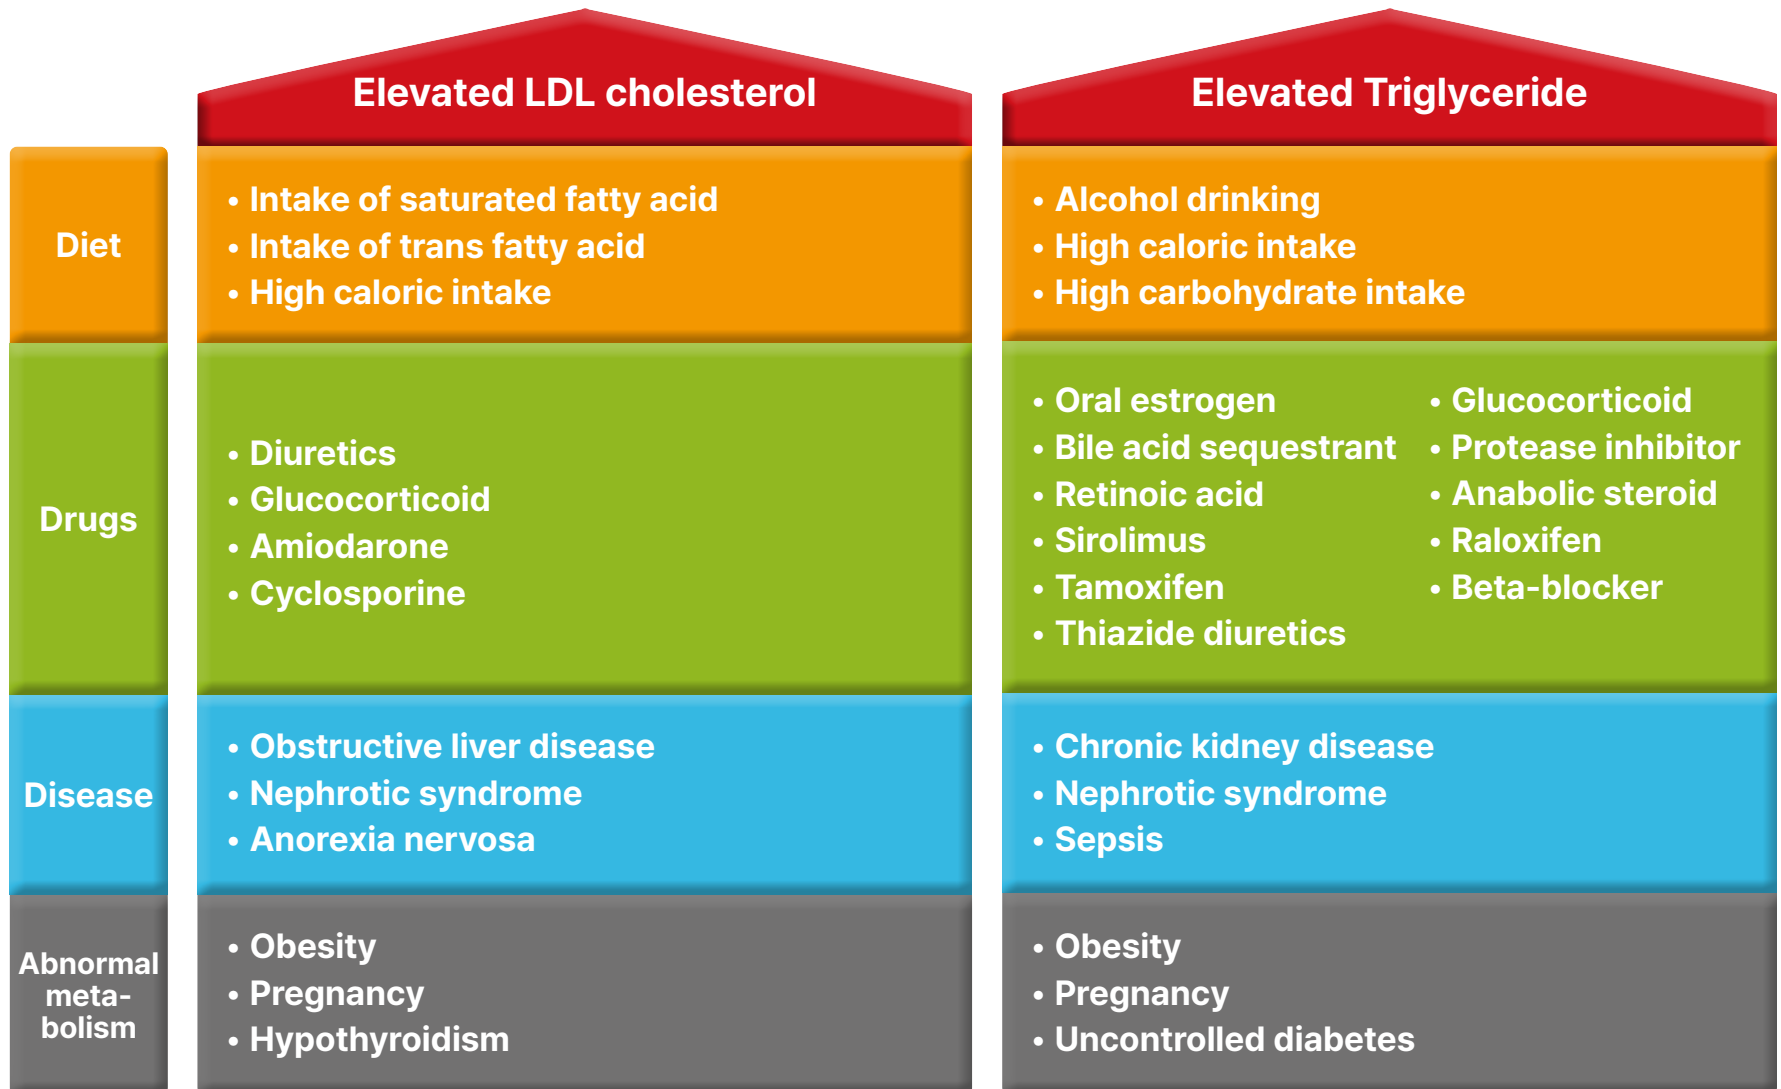 Elevated LDL cholesterol
Elevated Triglyceride
Diet
• Intake of saturated fatty acid
• Intake of trans fatty acid
• High caloric intake
• Alcohol drinking
• High caloric intake
• High carbohydrate intake
Drugs
• Diuretics
• Glucocorticoid
• Amiodarone
• Cyclosporine
• Oral estrogen
• Bile acid sequestrant
• Retinoic acid
• Sirolimus
• Tamoxifen
• Thiazide diuretics
• Glucocorticoid
• Protease inhibitor
• Anabolic steroid
• Raloxifen
• Beta-blocker
Disease
• Obstructive liver disease
• Nephrotic syndrome
• Anorexia nervosa
• Chronic kidney disease
• Nephrotic syndrome
• Sepsis
Abnormal
meta-
bolism
• Obesity
• Pregnancy
• Hypothyroidism
• Obesity
• Pregnancy
• Uncontrolled diabetes